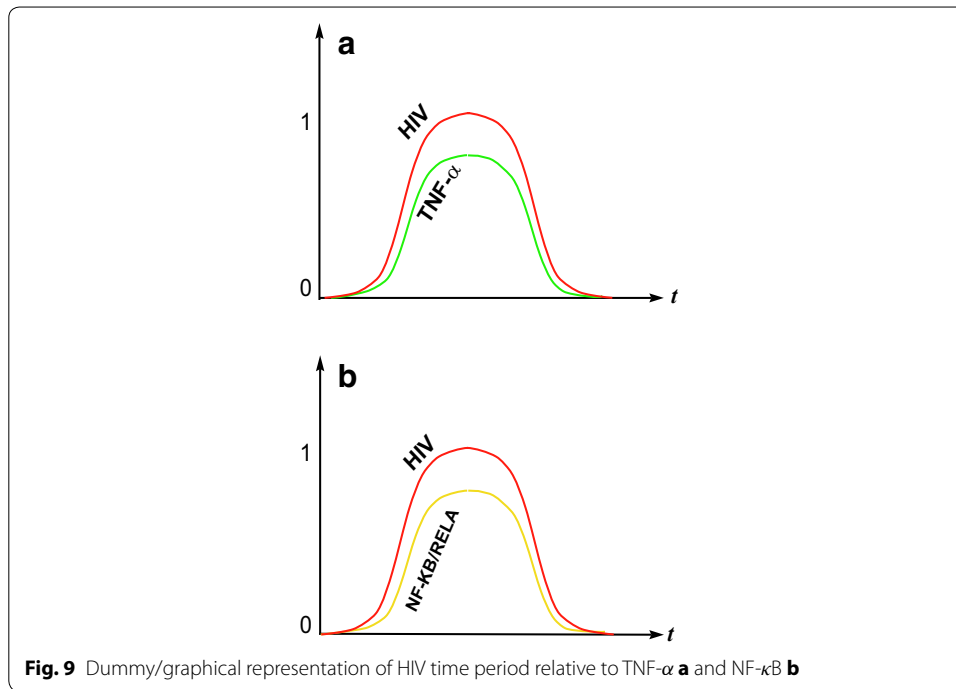 a
1
HIV
TNF-α
0
t
b
1
HIV
NF-KB/RELA
0
t
Fig. 9 Dummy/graphical representation of HIV time period relative to TNF-α a and NF-κB b